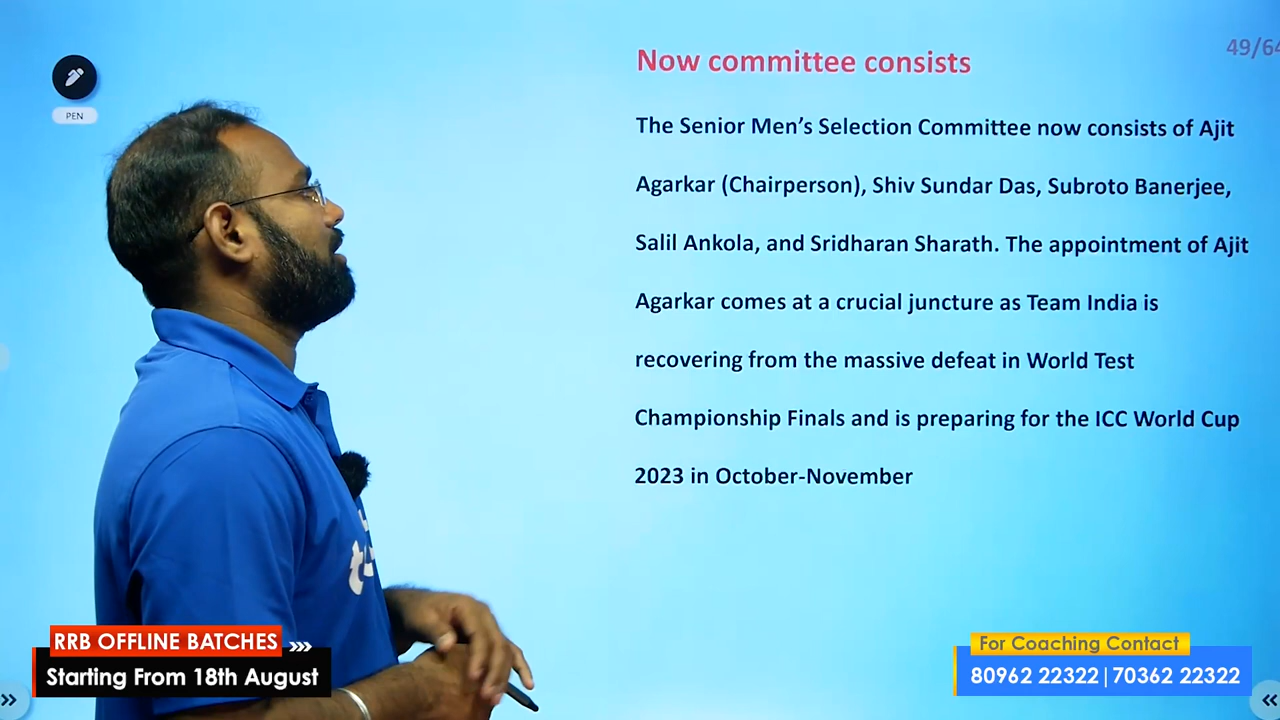 49/64
Now committee consists
PEN
The Senior Men's Selection Committee now consists of Ajit
Agarkar (Chairperson), Shiv Sundar Das, Subroto Banerjee,
Salil Ankola, and Sridharan Sharath. The appointment of Ajit
Agarkar comes at a crucial juncture as Team India is
recovering from the massive defeat in World Test
Championship Finals and is preparing for the ICC World Cup
2023 in October-November
RRB OFFLINE BATCHES
Starting From 18th August
For Coaching Contact
80962 22322|70362 22322